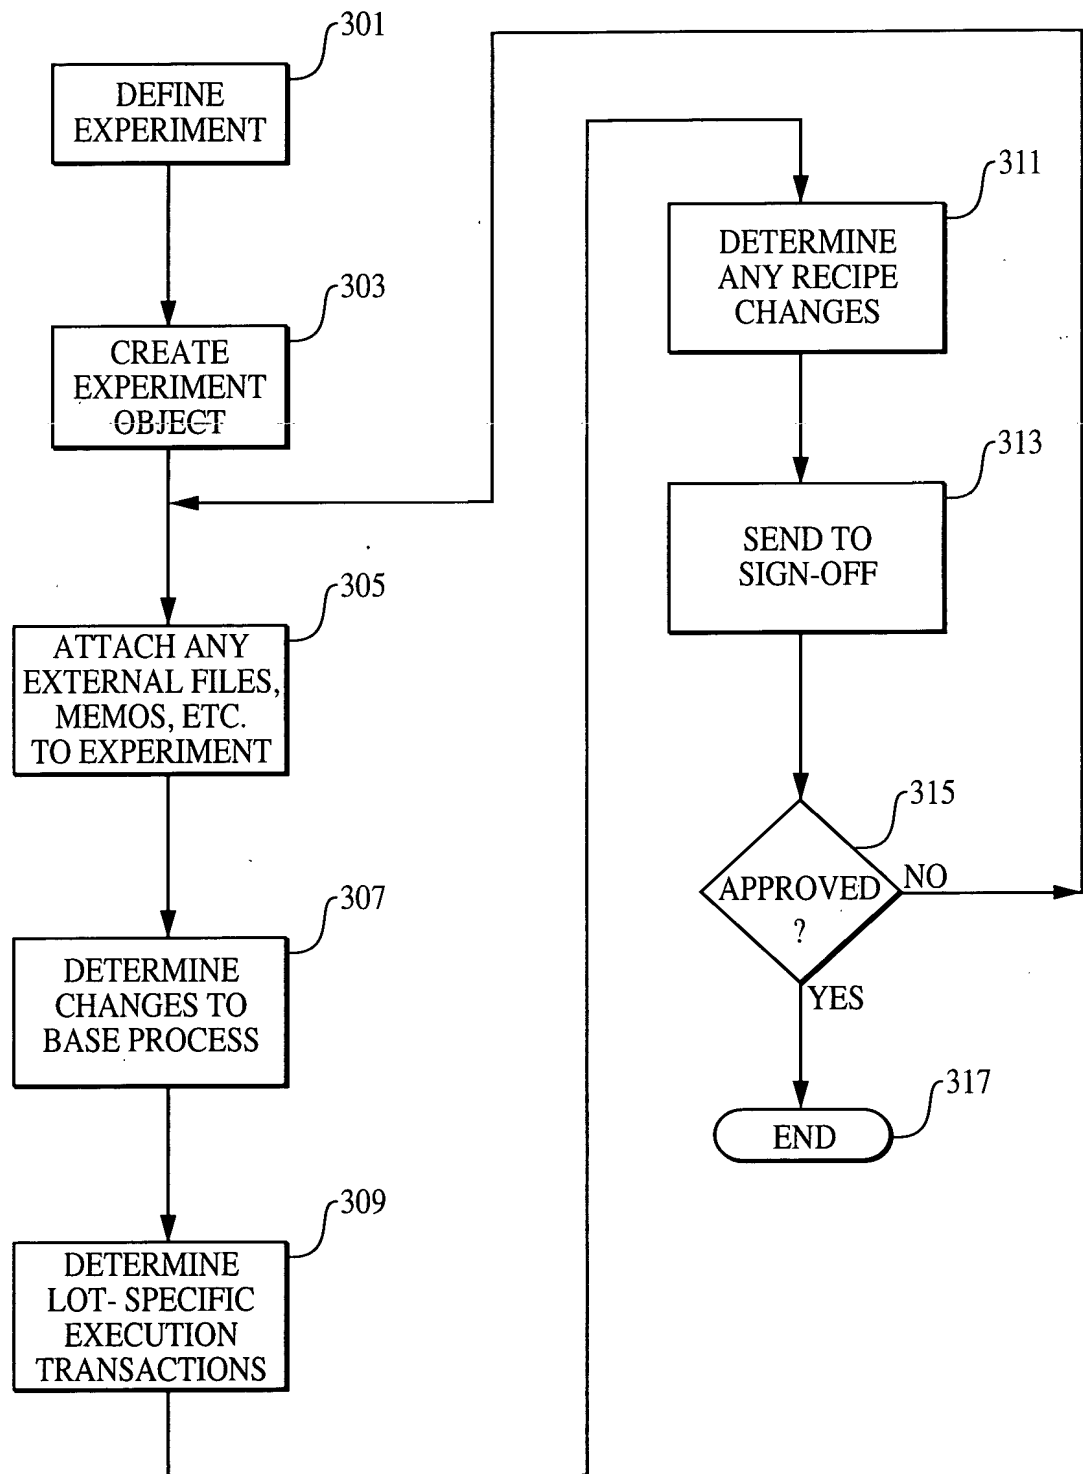 301
DEFINE
EXPERIMENT
303
CREATE
EXPERIMENT
OBJECT
305
ATTACH ANY
EXTERNAL FILES,
MEMOS, ETC.
TO EXPERIMENT
307
DETERMINE
CHANGES TO
BASE PROCESS
309
DETERMINE
LOT- SPECIFIC
EXECUTION
TRANSACTIONS
311
DETERMINE
ANY RECIPE
CHANGES
313
SEND TO
SIGN-OFF
315
APPROVED
?
NO
YES
317
END